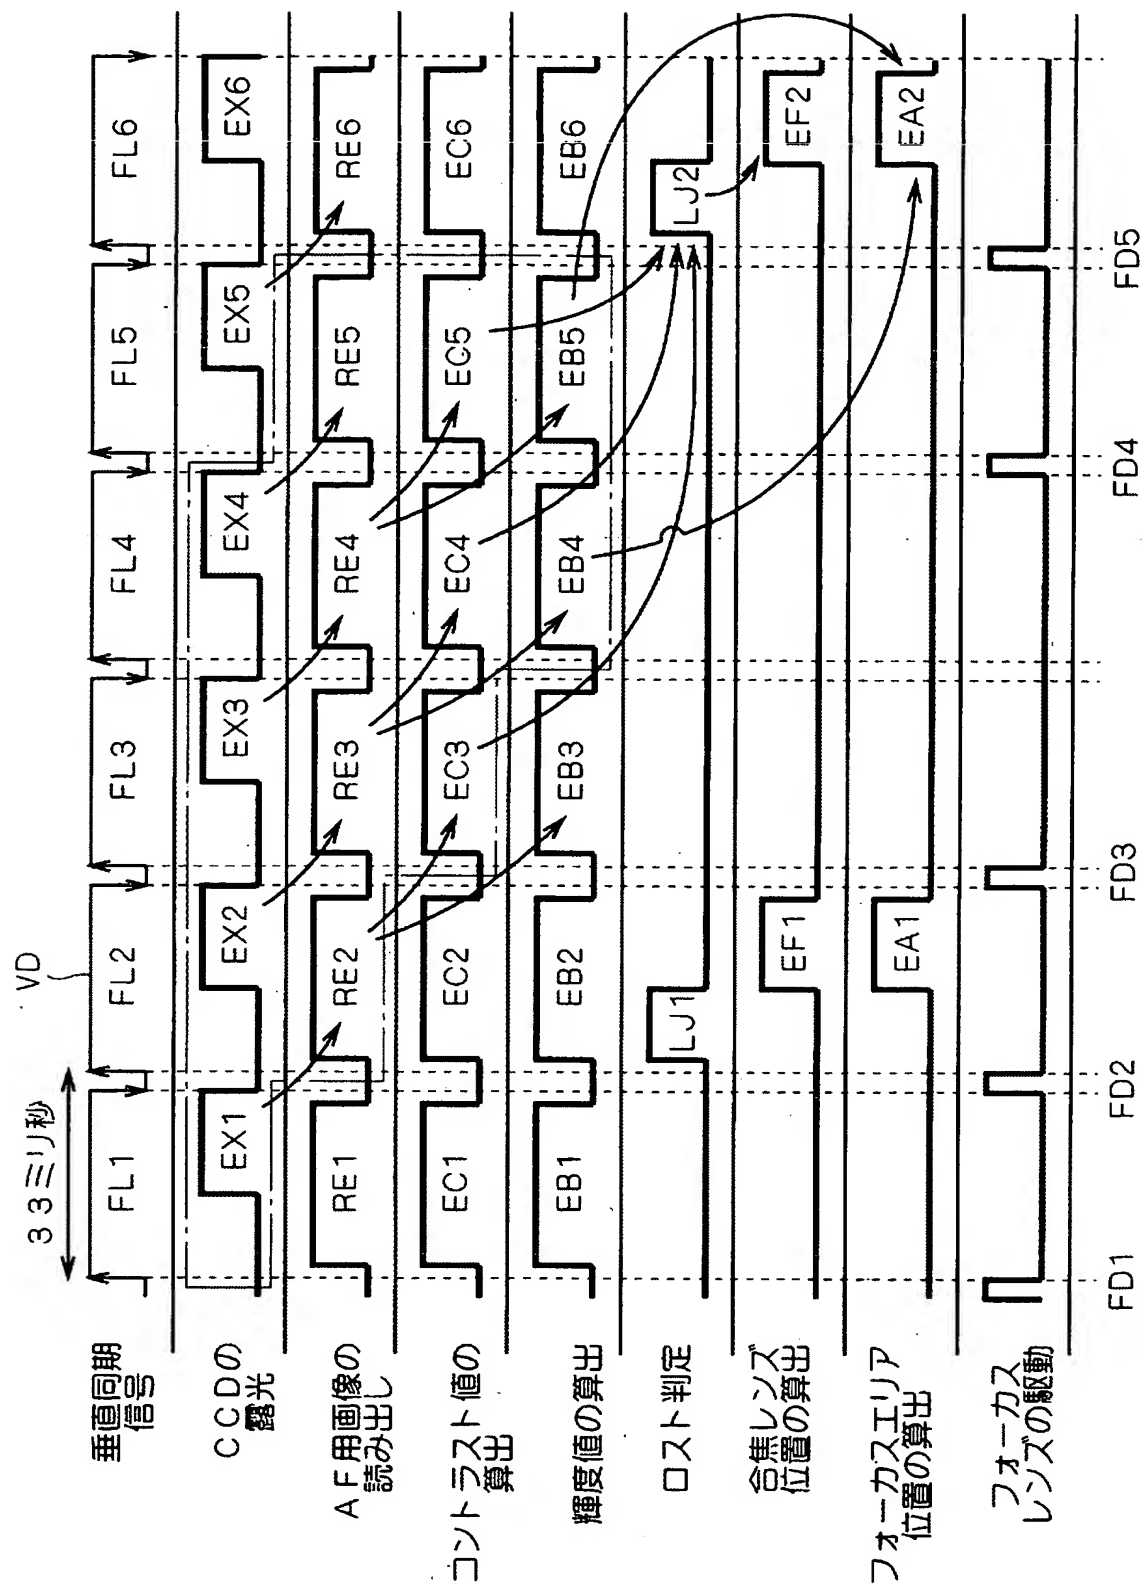 33ミリ秒
VD
垂直同期
信号
FL1 FL2 FL3 FL4 FL5 FL6
CCDの
露光
EX1 EX2 EX3 EX4 EX5 EX6
AF用画像の
読み出し
RE1 RE2 RE3 RE4 RE5 RE6
コントラスト値の
算出
EC1 EC2 EC3 EC4 EC5 EC6
輝度値の算出
EB1 EB2 EB3 EB4 EB5 EB6
ロスト判定
LJ1 LJ2
合焦レンズ
位置の算出
EF1 EF2
フォーカスエリア
位置の算出
EA1 EA2
フォーカス
レンズの駆動
FD1 FD2 FD3 FD4 FD5